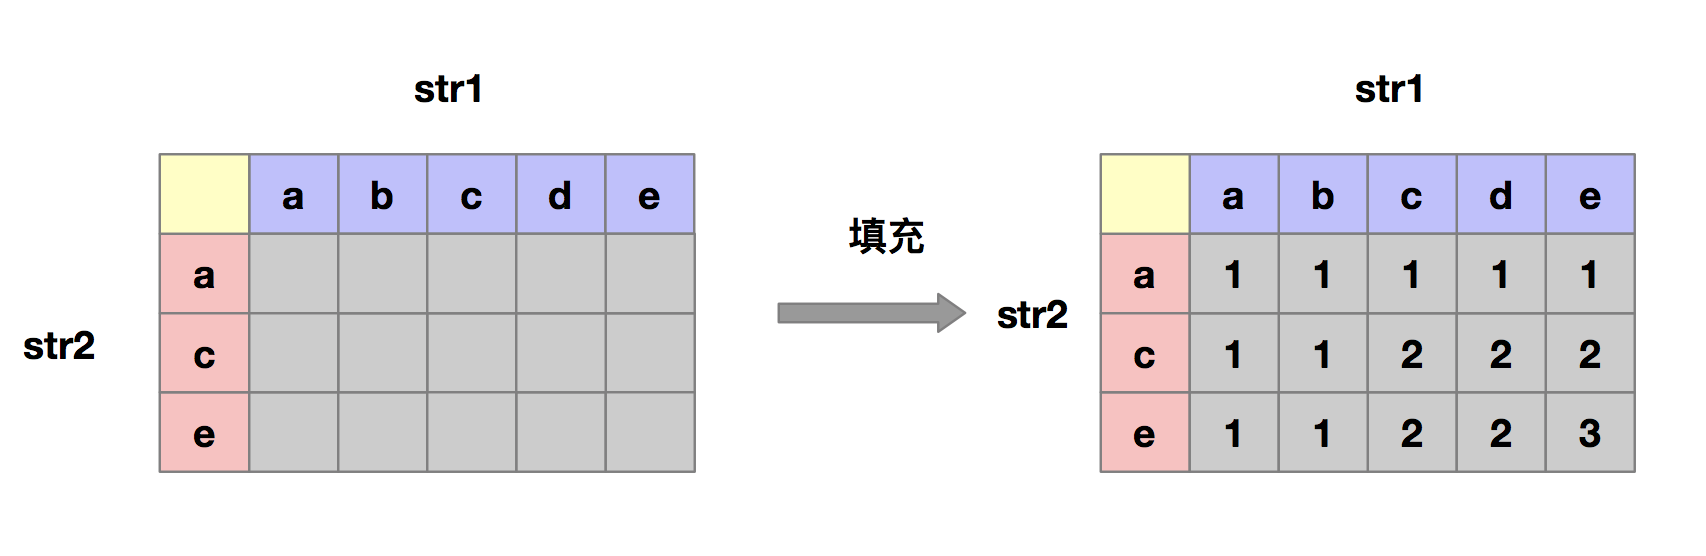 str1
a b c d e
a
c
e
str2
填充
str1
a b c d e
a 1 1 1 1 1
c 1 1 2 2 2
e 1 1 2 2 3
str2